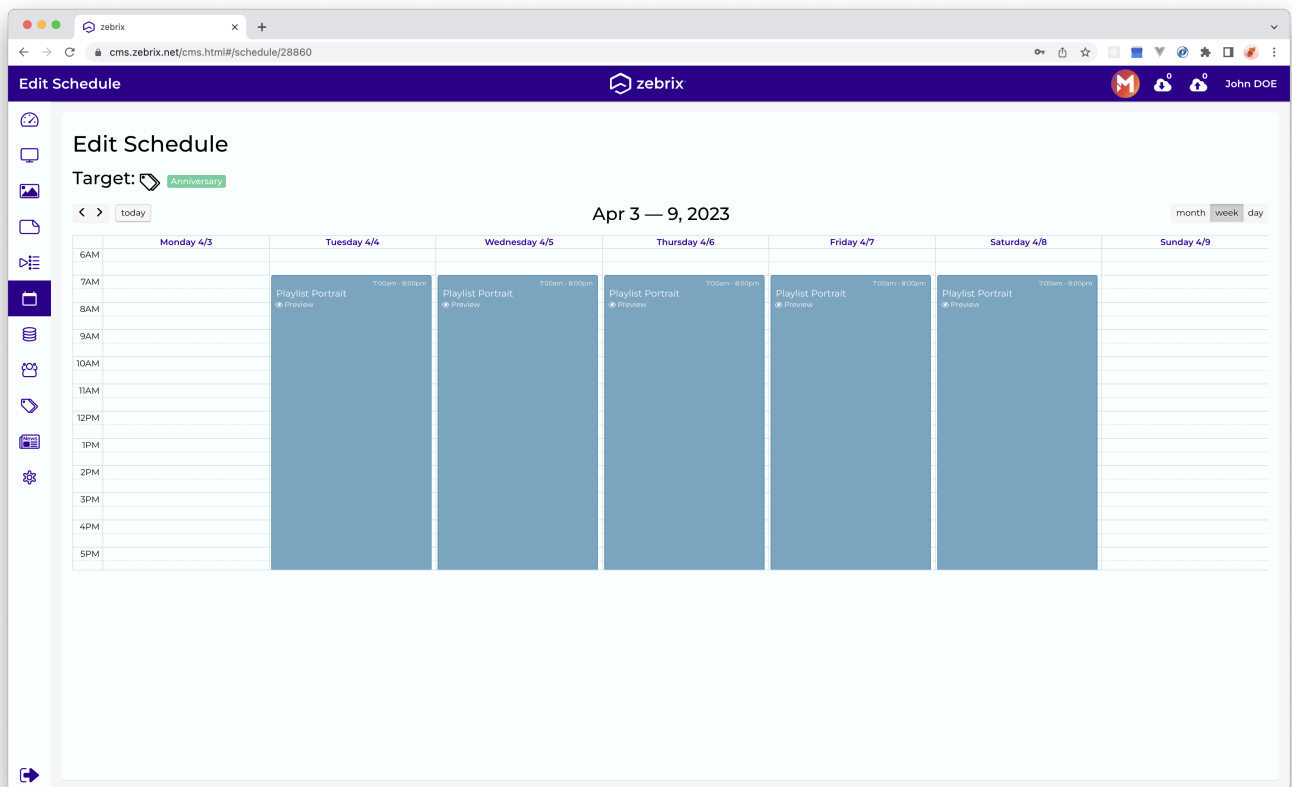 zebrix
cms.zebrix.net/cms.html#/schedule/28860
Edit Schedule
zebrix
M
0
0
John DOE
Edit Schedule
Target: Anniversary
today
Apr 3 — 9, 2023
month week day
Monday 4/3 Tuesday 4/4 Wednesday 4/5 Thursday 4/6 Friday 4/7 Saturday 4/8 Sunday 4/9
6AM
7AM
7:00am - 8:00pm 7:00am - 8:00pm 7:00am - 8:00pm 7:00am - 8:00pm 7:00am - 8:00pm
Playlist Portrait Playlist Portrait Playlist Portrait Playlist Portrait Playlist Portrait
Preview Preview Preview Preview Preview
8AM
9AM
10AM
11AM
12PM
1PM
News
2PM
3PM
4PM
5PM